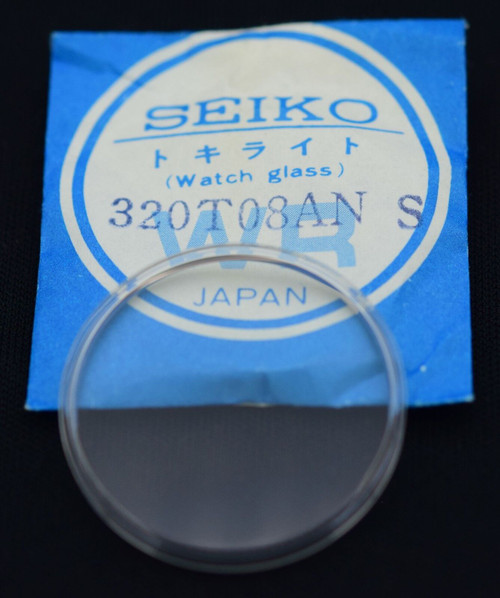 SEIKO
トキライト
(Watch glass)
320T08AN S
WR
JAPAN